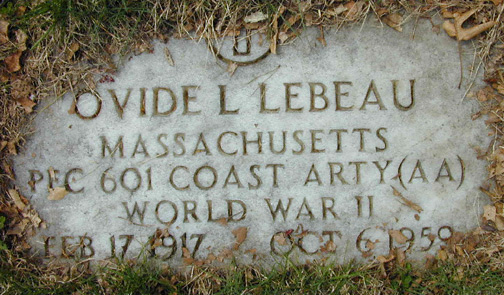 OVIDE L LEBEAU
MASSACHUSETTS
PFC 601 COAST ARTY (AA)
WORLD WAR II
FEB 17 1917 OCT 6 1959